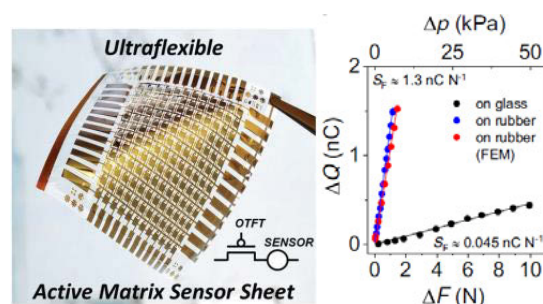 Ultraflexible
OTFT
SENSOR
Active Matrix Sensor Sheet
Δp (kPa)
0 25 50
S_F ≈ 1.3 nC N⁻¹
on glass
on rubber
on rubber
(FEM)
2
1
0
ΔQ (nC)
S_F ≈ 0.045 nC N⁻¹
0 2 4 6 8 10
ΔF (N)